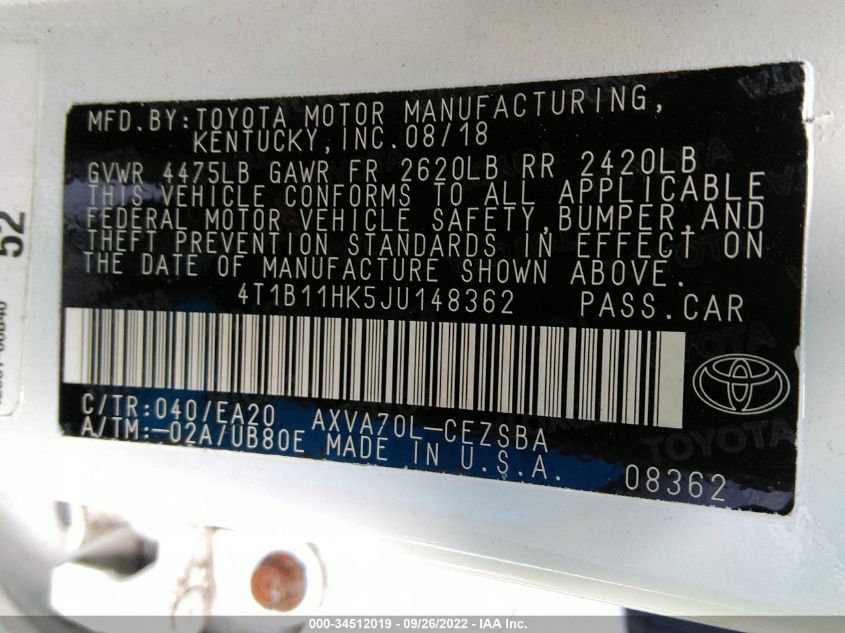 MFD.BY:TOYOTA MOTOR MANUFACTURING,
KENTUCKY,INC.08/18
GVWR 4475LB GAWR FR 2620LB RR 2420LB
THIS VEHICLE CONFORMS TO ALL APPLICABLE
FEDERAL MOTOR VEHICLE SAFETY,BUMPER,AND
THEFT PREVENTION STANDARDS IN EFFECT ON
THE DATE OF MANUFACTURE SHOWN ABOVE.
4T1B11HK5JU148362 PASS.CAR
C/TR:040/EA20 AXVA70L-CEZSBA
A/TM:-02A/UB80E MADE IN U.S.A.
08362
TOYOTA
52
000-34512019 - 09/26/2022 - IAA Inc.